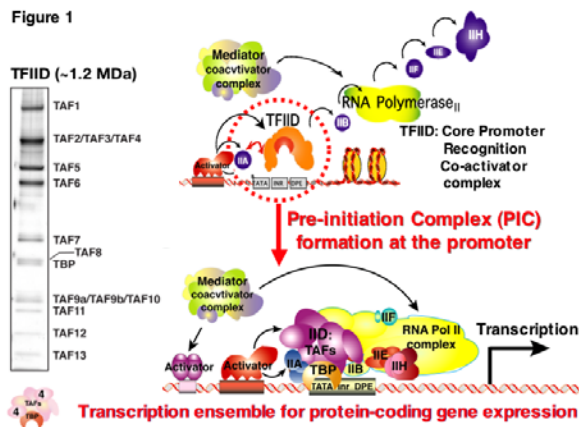 Figure 1
TFIID (~1.2 MDa)
TAF1
TAF2/TAF3/TAF4
TAF5
TAF6
TAF7
TAF8
TBP
TAF9a/TAF9b/TAF10
TAF11
TAF12
TAF13
4
TAFs
4
TBP
Mediator
coacvtivator
complex
TFIID
IIA
Activator
TATA INR DPE
IIB
RNA PolymeraseII
IIF
IIE
IIH
TFIID: Core Promoter
Recognition
Co-activator
complex
Pre-initiation Complex (PIC)
formation at the promoter
Mediator
coacvtivator
complex
Activator
Activator
IIA
IID:
TAFs
TBP
IIB
TATA inr DPE
IIF
IIE
IIH
RNA Pol II
complex
Transcription
Transcription ensemble for protein-coding gene expression